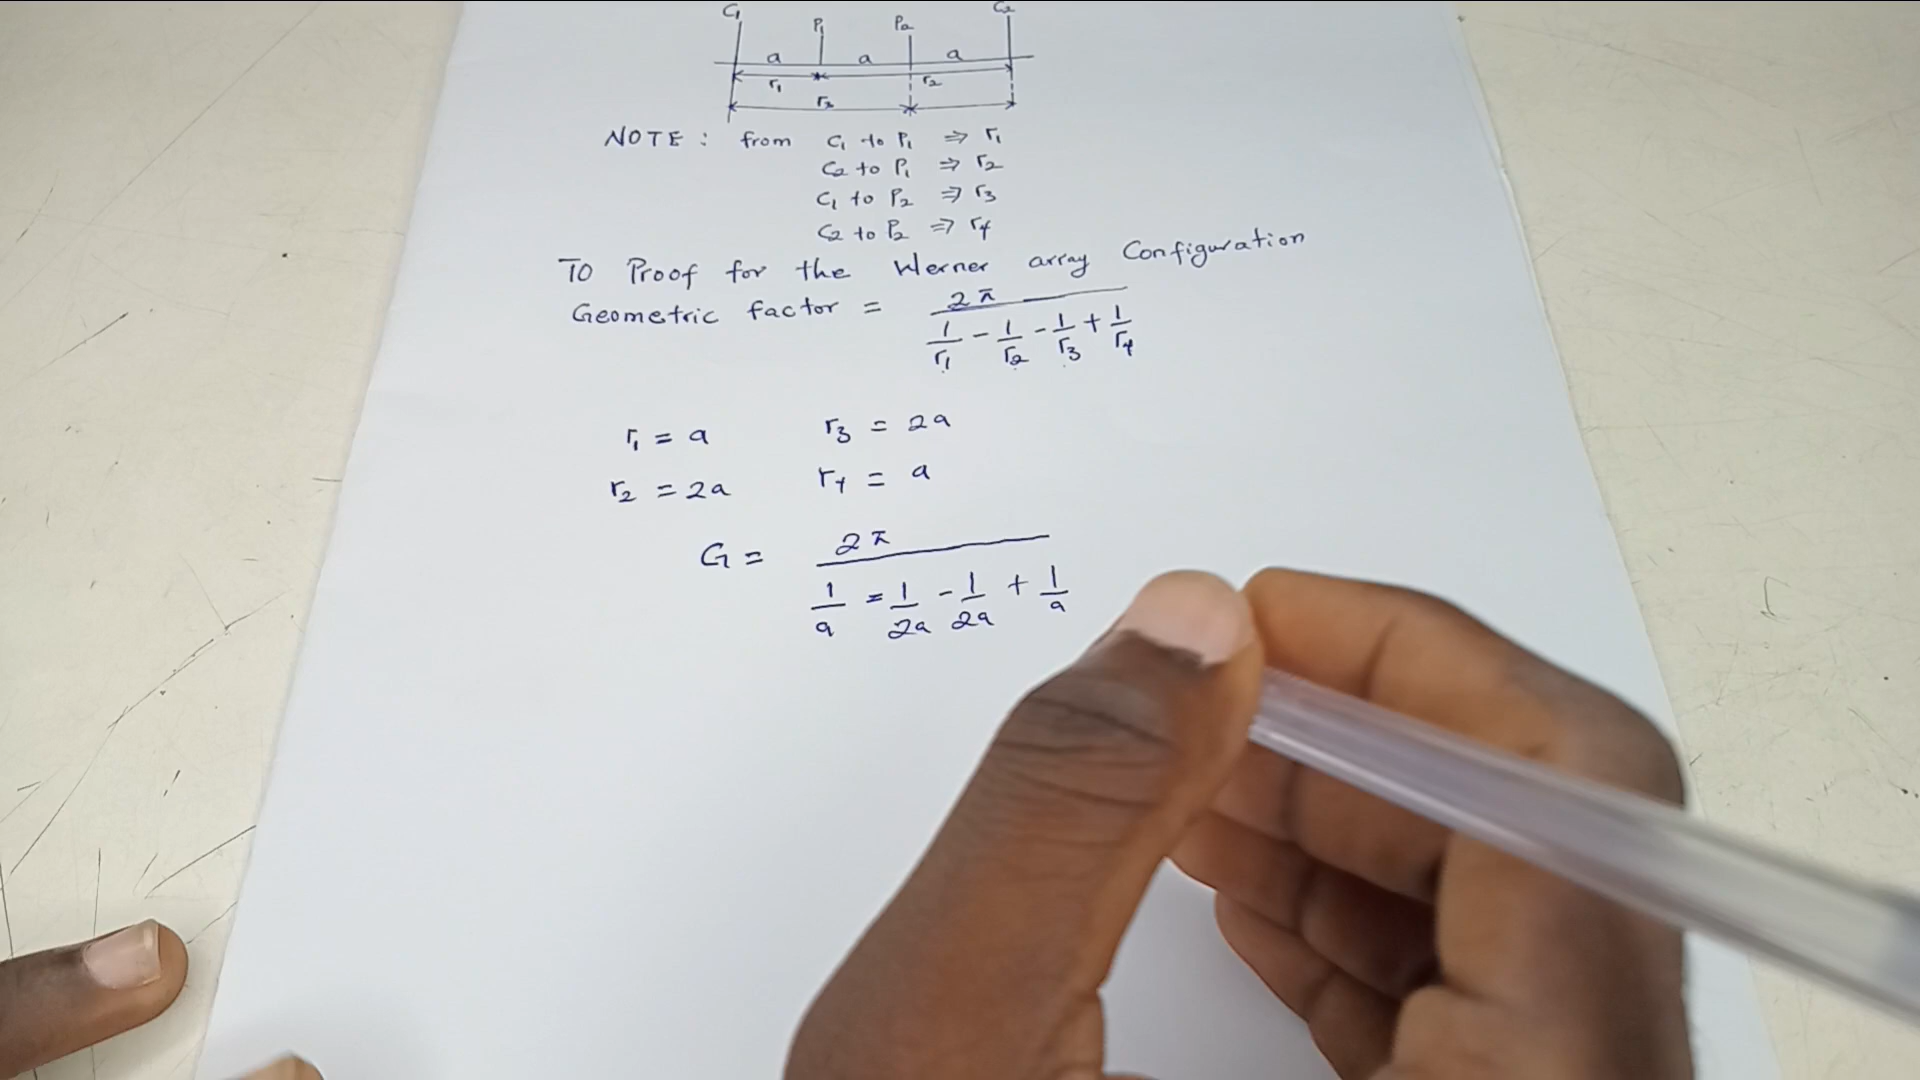 C₁ P₁ P₂ C₂
a a a
r₁ r₂
r₃
NOTE : from C₁ to P₁ ⇒ r₁
C₂ to P₁ ⇒ r₂
C₁ to P₂ ⇒ r₃
C₂ to P₂ ⇒ r₄
TO Proof for the Werner array Configuration
Geometric factor = 2π / (1/r₁ - 1/r₂ - 1/r₃ + 1/r₄)
r₁ = a r₃ = 2a
r₂ = 2a r₄ = a
G = 2π / (1/a - 1/2a - 1/2a + 1/a)